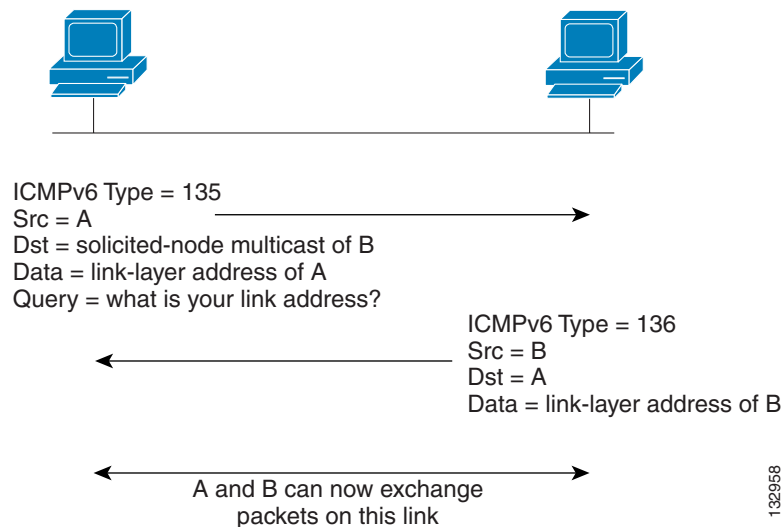 ICMPv6 Type = 135
Src = A
Dst = solicited-node multicast of B
Data = link-layer address of A
Query = what is your link address?
ICMPv6 Type = 136
Src = B
Dst = A
Data = link-layer address of B
A and B can now exchange
packets on this link
132958